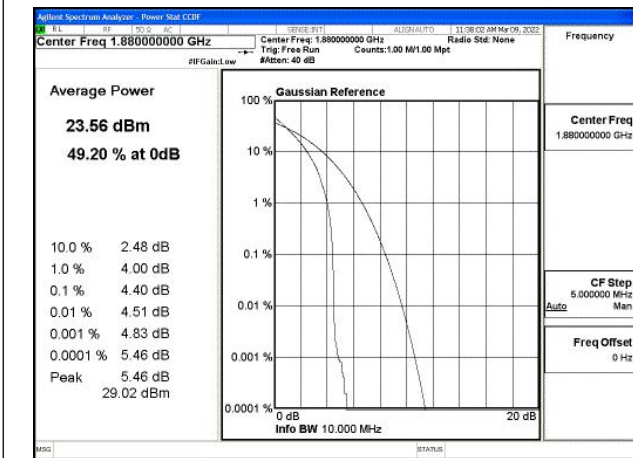 Agilent Spectrum Analyzer - Power Stat CCDF
RL RF 50 Ω AC SENSE:INT ALIGN AUTO 11:38:02 AM Mar 09, 2022
Center Freq 1.880000000 GHz
Center Freq: 1.880000000 GHz Radio Std: None
Trig: Free Run Counts:1.00 M/1.00 Mpt
#IFGain:Low #Atten: 40 dB
Frequency
Average Power
23.56 dBm
49.20 % at 0dB
10.0 % 2.48 dB
1.0 % 4.00 dB
0.1 % 4.40 dB
0.01 % 4.51 dB
0.001 % 4.83 dB
0.0001 % 5.46 dB
Peak 5.46 dB
29.02 dBm
Gaussian Reference
100 %
10 %
1 %
0.1 %
0.01 %
0.001 %
0.0001 %
0 dB 20 dB
Info BW 10.000 MHz
Center Freq
1.880000000 GHz
CF Step
5.000000 MHz
Auto Man
Freq Offset
0 Hz
MSG STATUS